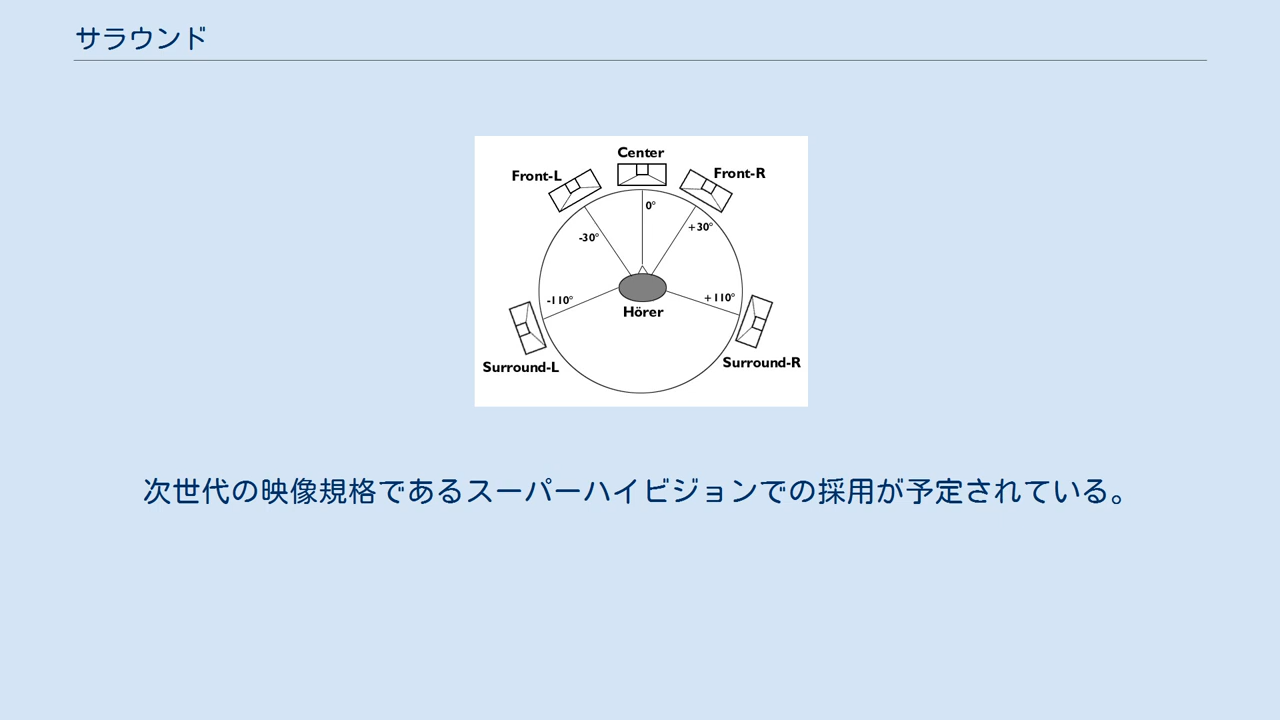 サラウンド
Center
Front-L
Front-R
0°
-30°
+30°
-110°
+110°
Hörer
Surround-L
Surround-R
次世代の映像規格であるスーパーハイビジョンでの採用が予定されている。